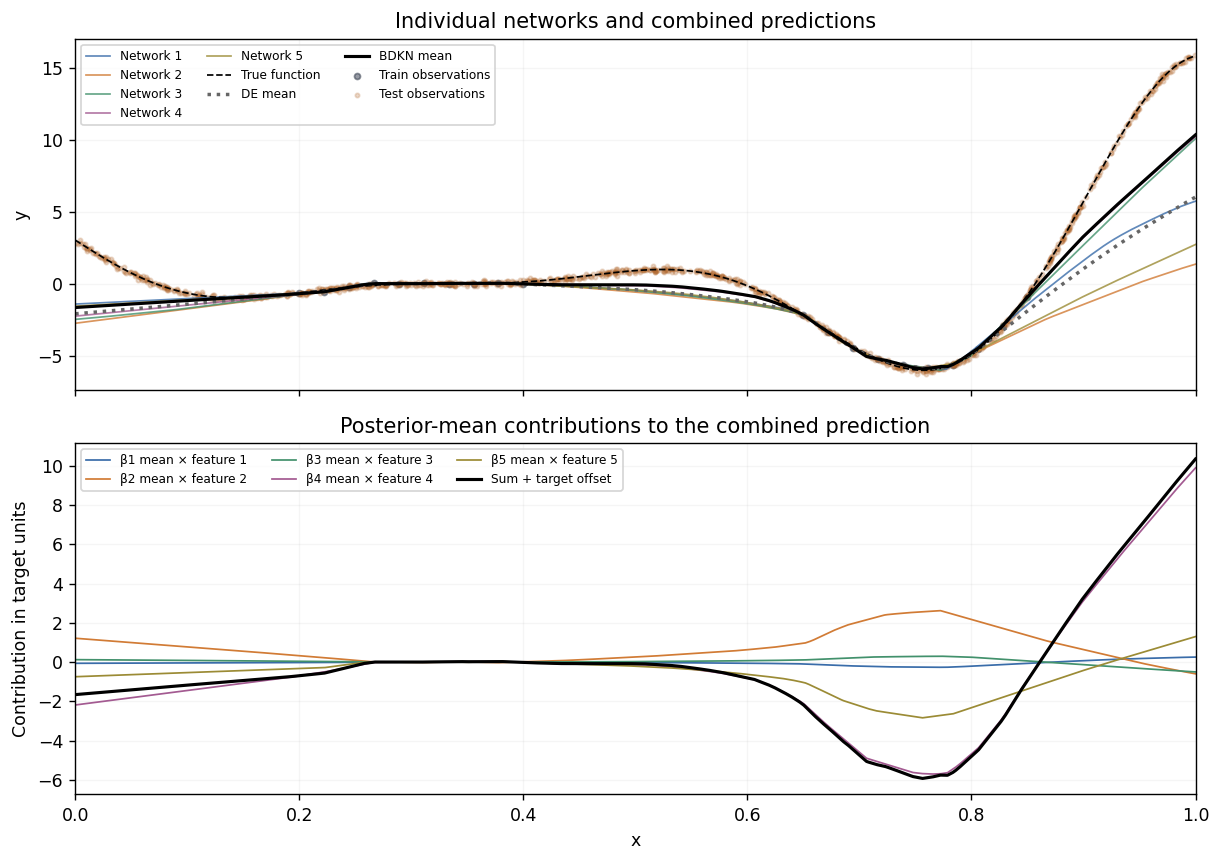 Individual networks and combined predictions
15
10
5
0
−5
y
Network 1
Network 2
Network 3
Network 4
Network 5
True function
DE mean
BDKN mean
Train observations
Test observations
Posterior-mean contributions to the combined prediction
10
8
6
4
2
0
−2
−4
−6
Contribution in target units
β1 mean × feature 1
β2 mean × feature 2
β3 mean × feature 3
β4 mean × feature 4
β5 mean × feature 5
Sum + target offset
0.0
0.2
0.4
0.6
0.8
1.0
x